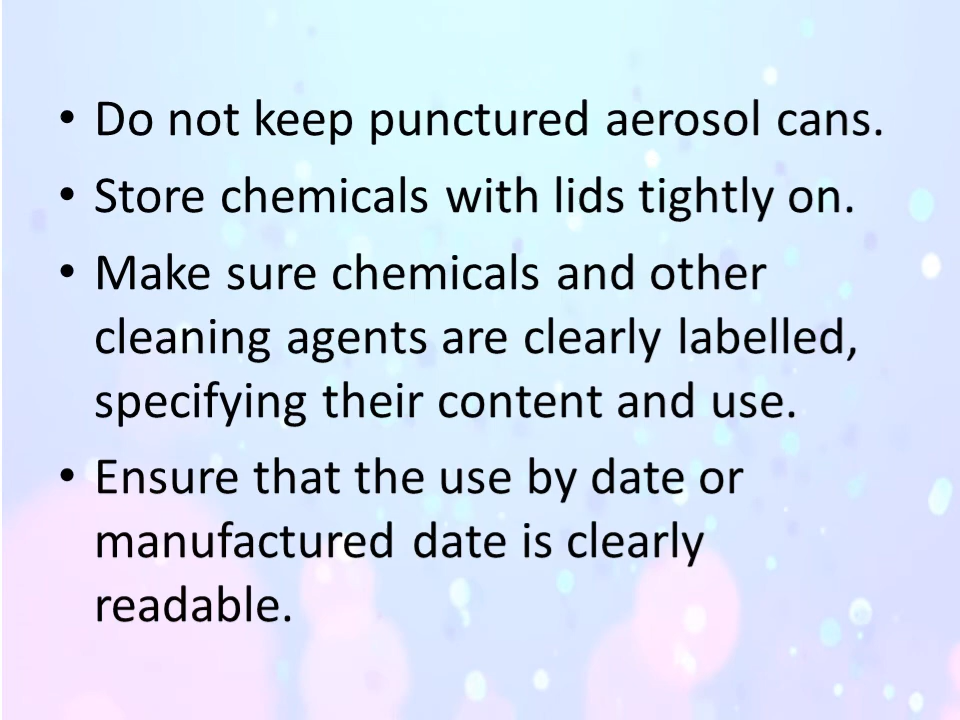 • Do not keep punctured aerosol cans.
• Store chemicals with lids tightly on.
• Make sure chemicals and other
cleaning agents are clearly labelled,
specifying their content and use.
• Ensure that the use by date or
manufactured date is clearly
readable.